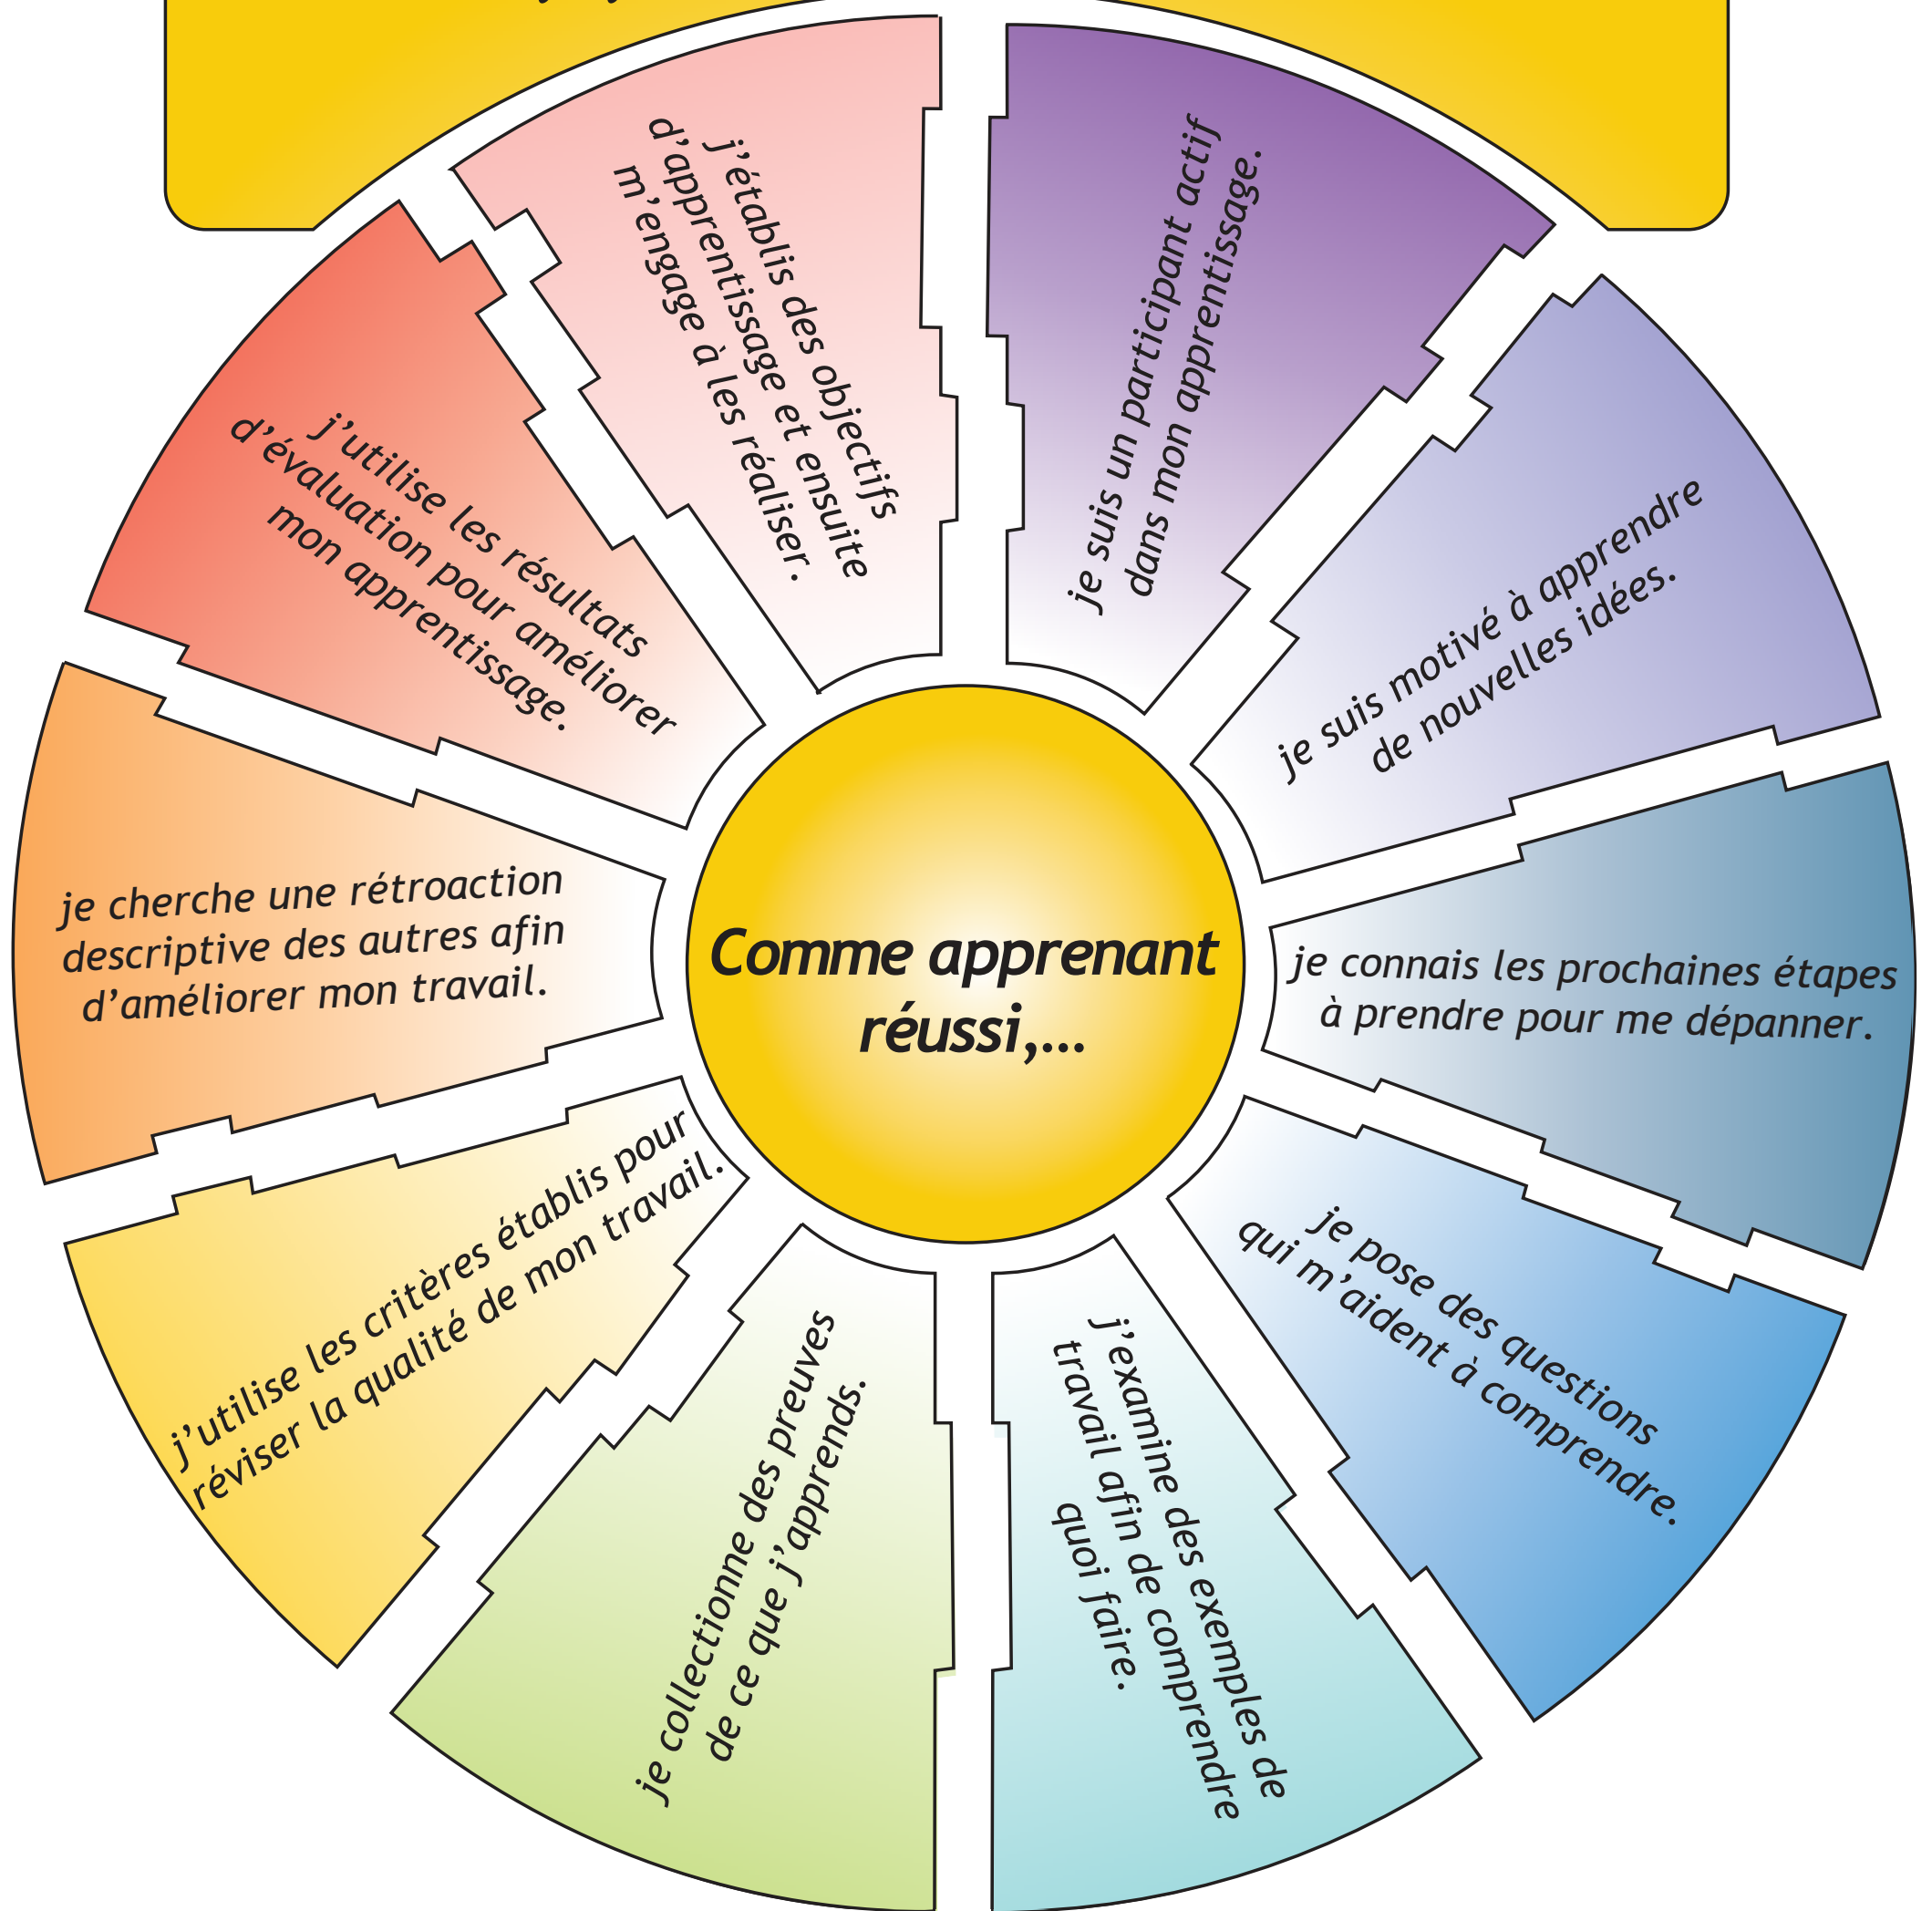 Comme apprenant
réussi,...
je suis un participant actif
dans mon apprentissage.
je suis motivé à apprendre
de nouvelles idées.
je connais les prochaines étapes
à prendre pour me dépanner.
je pose des questions
qui m'aident à comprendre.
j'examine des exemples de
travail afin de comprendre
quoi faire.
je collectionne des preuves
de ce que j'apprends.
j'utilise les critères établis pour
réviser la qualité de mon travail.
je cherche une rétroaction
descriptive des autres afin
d'améliorer mon travail.
j'utilise les résultats
d'évaluation pour améliorer
mon apprentissage.
j'établis des objectifs
d'apprentissage et ensuite
m'engage à les réaliser.